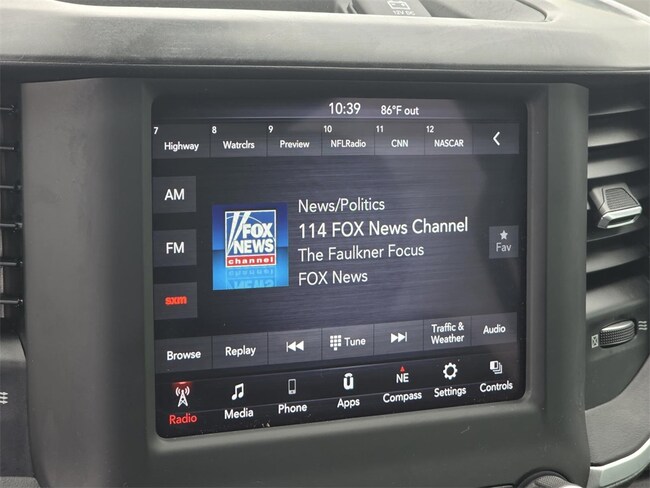 12V DC
10:39 86°F out
7 Highway 8 Watrclrs 9 Preview 10 NFLRadio 11 CNN 12 NASCAR
AM
FM
sxm
FOX
NEWS
channel
News/Politics
114 FOX News Channel
The Faulkner Focus
FOX News
Fav
Browse Replay Tune Traffic & Weather Audio
Radio Media Phone Apps NE Compass Settings Controls